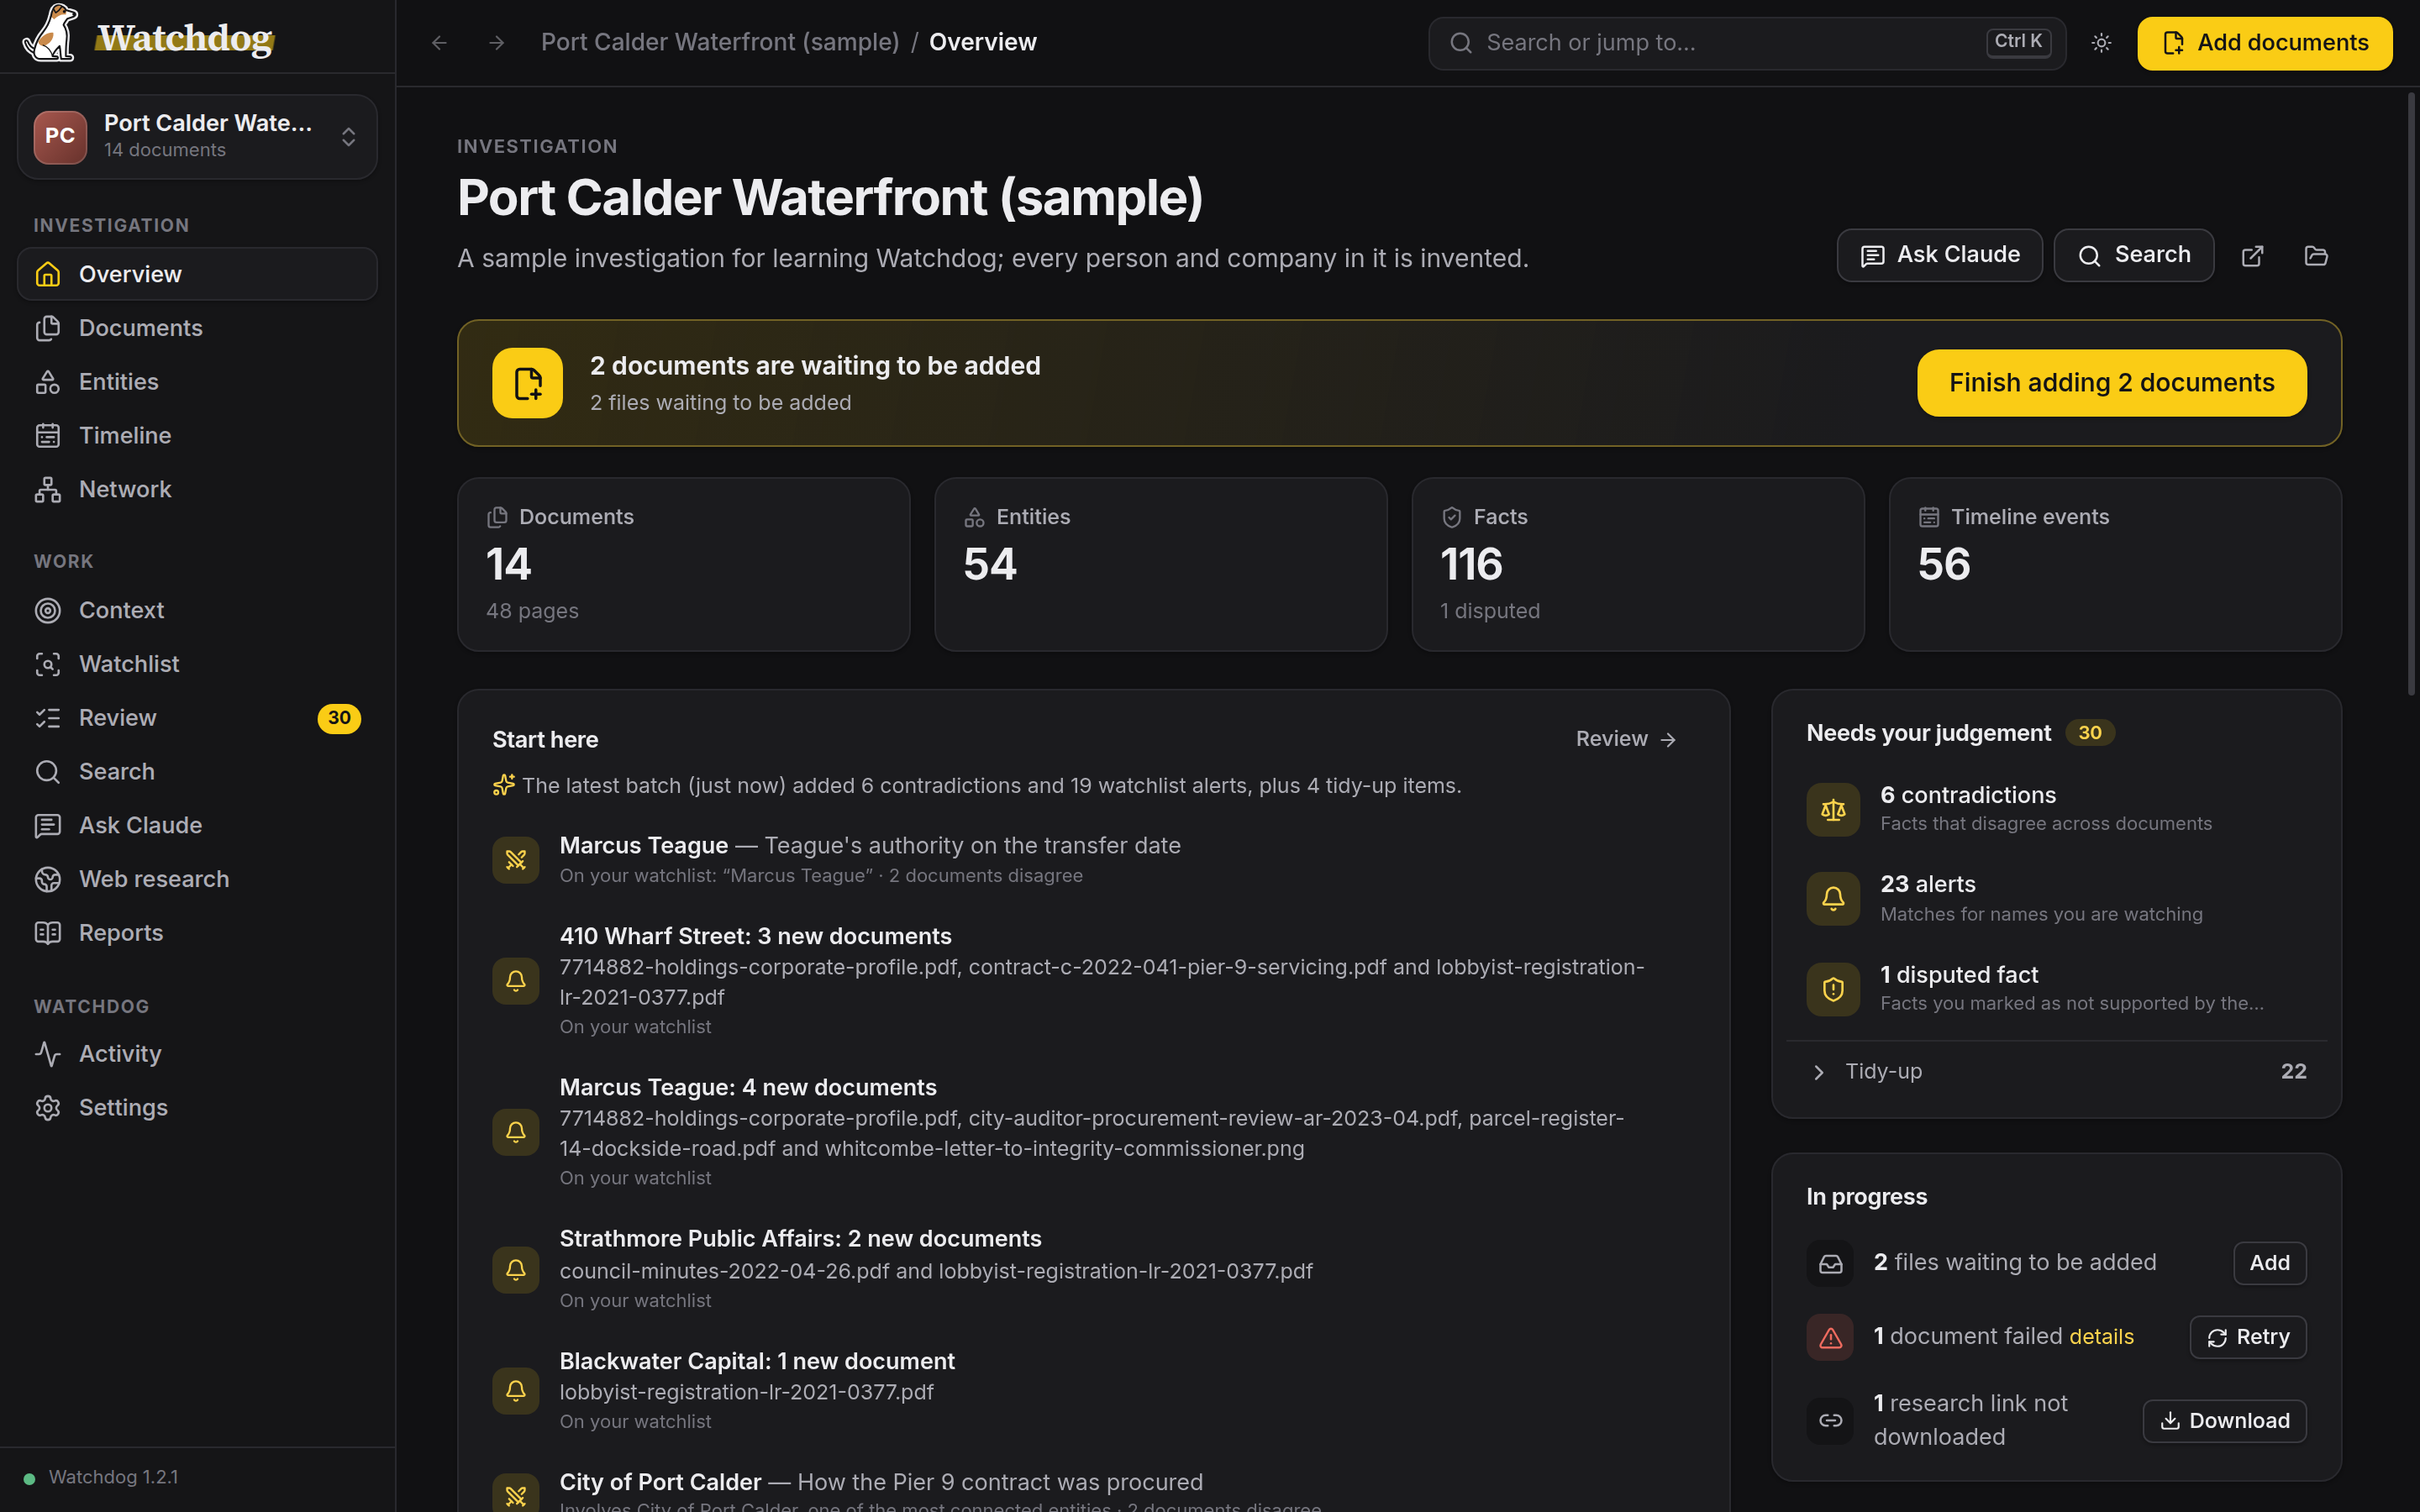 Watchdog
Port Calder Waterfront (sample) / Overview
Search or jump to...
Ctrl K
Add documents
PC
Port Calder Wate...
14 documents
INVESTIGATION
Overview
Documents
Entities
Timeline
Network
WORK
Context
Watchlist
Review
30
Search
Ask Claude
Web research
Reports
WATCHDOG
Activity
Settings
Watchdog 1.2.1
INVESTIGATION
Port Calder Waterfront (sample)
A sample investigation for learning Watchdog; every person and company in it is invented.
Ask Claude
Search
2 documents are waiting to be added
2 files waiting to be added
Finish adding 2 documents
Documents
14
48 pages
Entities
54
Facts
116
1 disputed
Timeline events
56
Start here
Review
The latest batch (just now) added 6 contradictions and 19 watchlist alerts, plus 4 tidy-up items.
Marcus Teague — Teague's authority on the transfer date
On your watchlist: “Marcus Teague” · 2 documents disagree
410 Wharf Street: 3 new documents
7714882-holdings-corporate-profile.pdf, contract-c-2022-041-pier-9-servicing.pdf and lobbyist-registration-
lr-2021-0377.pdf
On your watchlist
Marcus Teague: 4 new documents
7714882-holdings-corporate-profile.pdf, city-auditor-procurement-review-ar-2023-04.pdf, parcel-register-
14-dockside-road.pdf and whitcombe-letter-to-integrity-commissioner.png
On your watchlist
Strathmore Public Affairs: 2 new documents
council-minutes-2022-04-26.pdf and lobbyist-registration-lr-2021-0377.pdf
On your watchlist
Blackwater Capital: 1 new document
lobbyist-registration-lr-2021-0377.pdf
On your watchlist
City of Port Calder — How the Pier 9 contract was procured
Involves City of Port Calder, one of the most connected entities · 2 documents disagree
Needs your judgement
30
6 contradictions
Facts that disagree across documents
23 alerts
Matches for names you are watching
1 disputed fact
Facts you marked as not supported by the...
Tidy-up
22
In progress
2 files waiting to be added
Add
1 document failed details
Retry
1 research link not
downloaded
Download